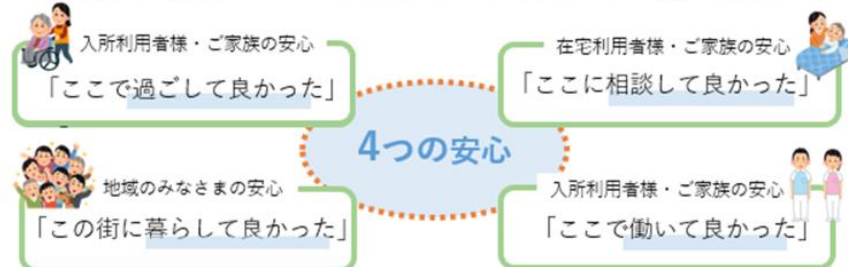 入所利用者様・ご家族の安心
「ここで過ごして良かった」
在宅利用者様・ご家族の安心
「ここに相談して良かった」
4つの安心
地域のみなさまの安心
「この街に暮らして良かった」
入所利用者様・ご家族の安心
「ここで働いて良かった」